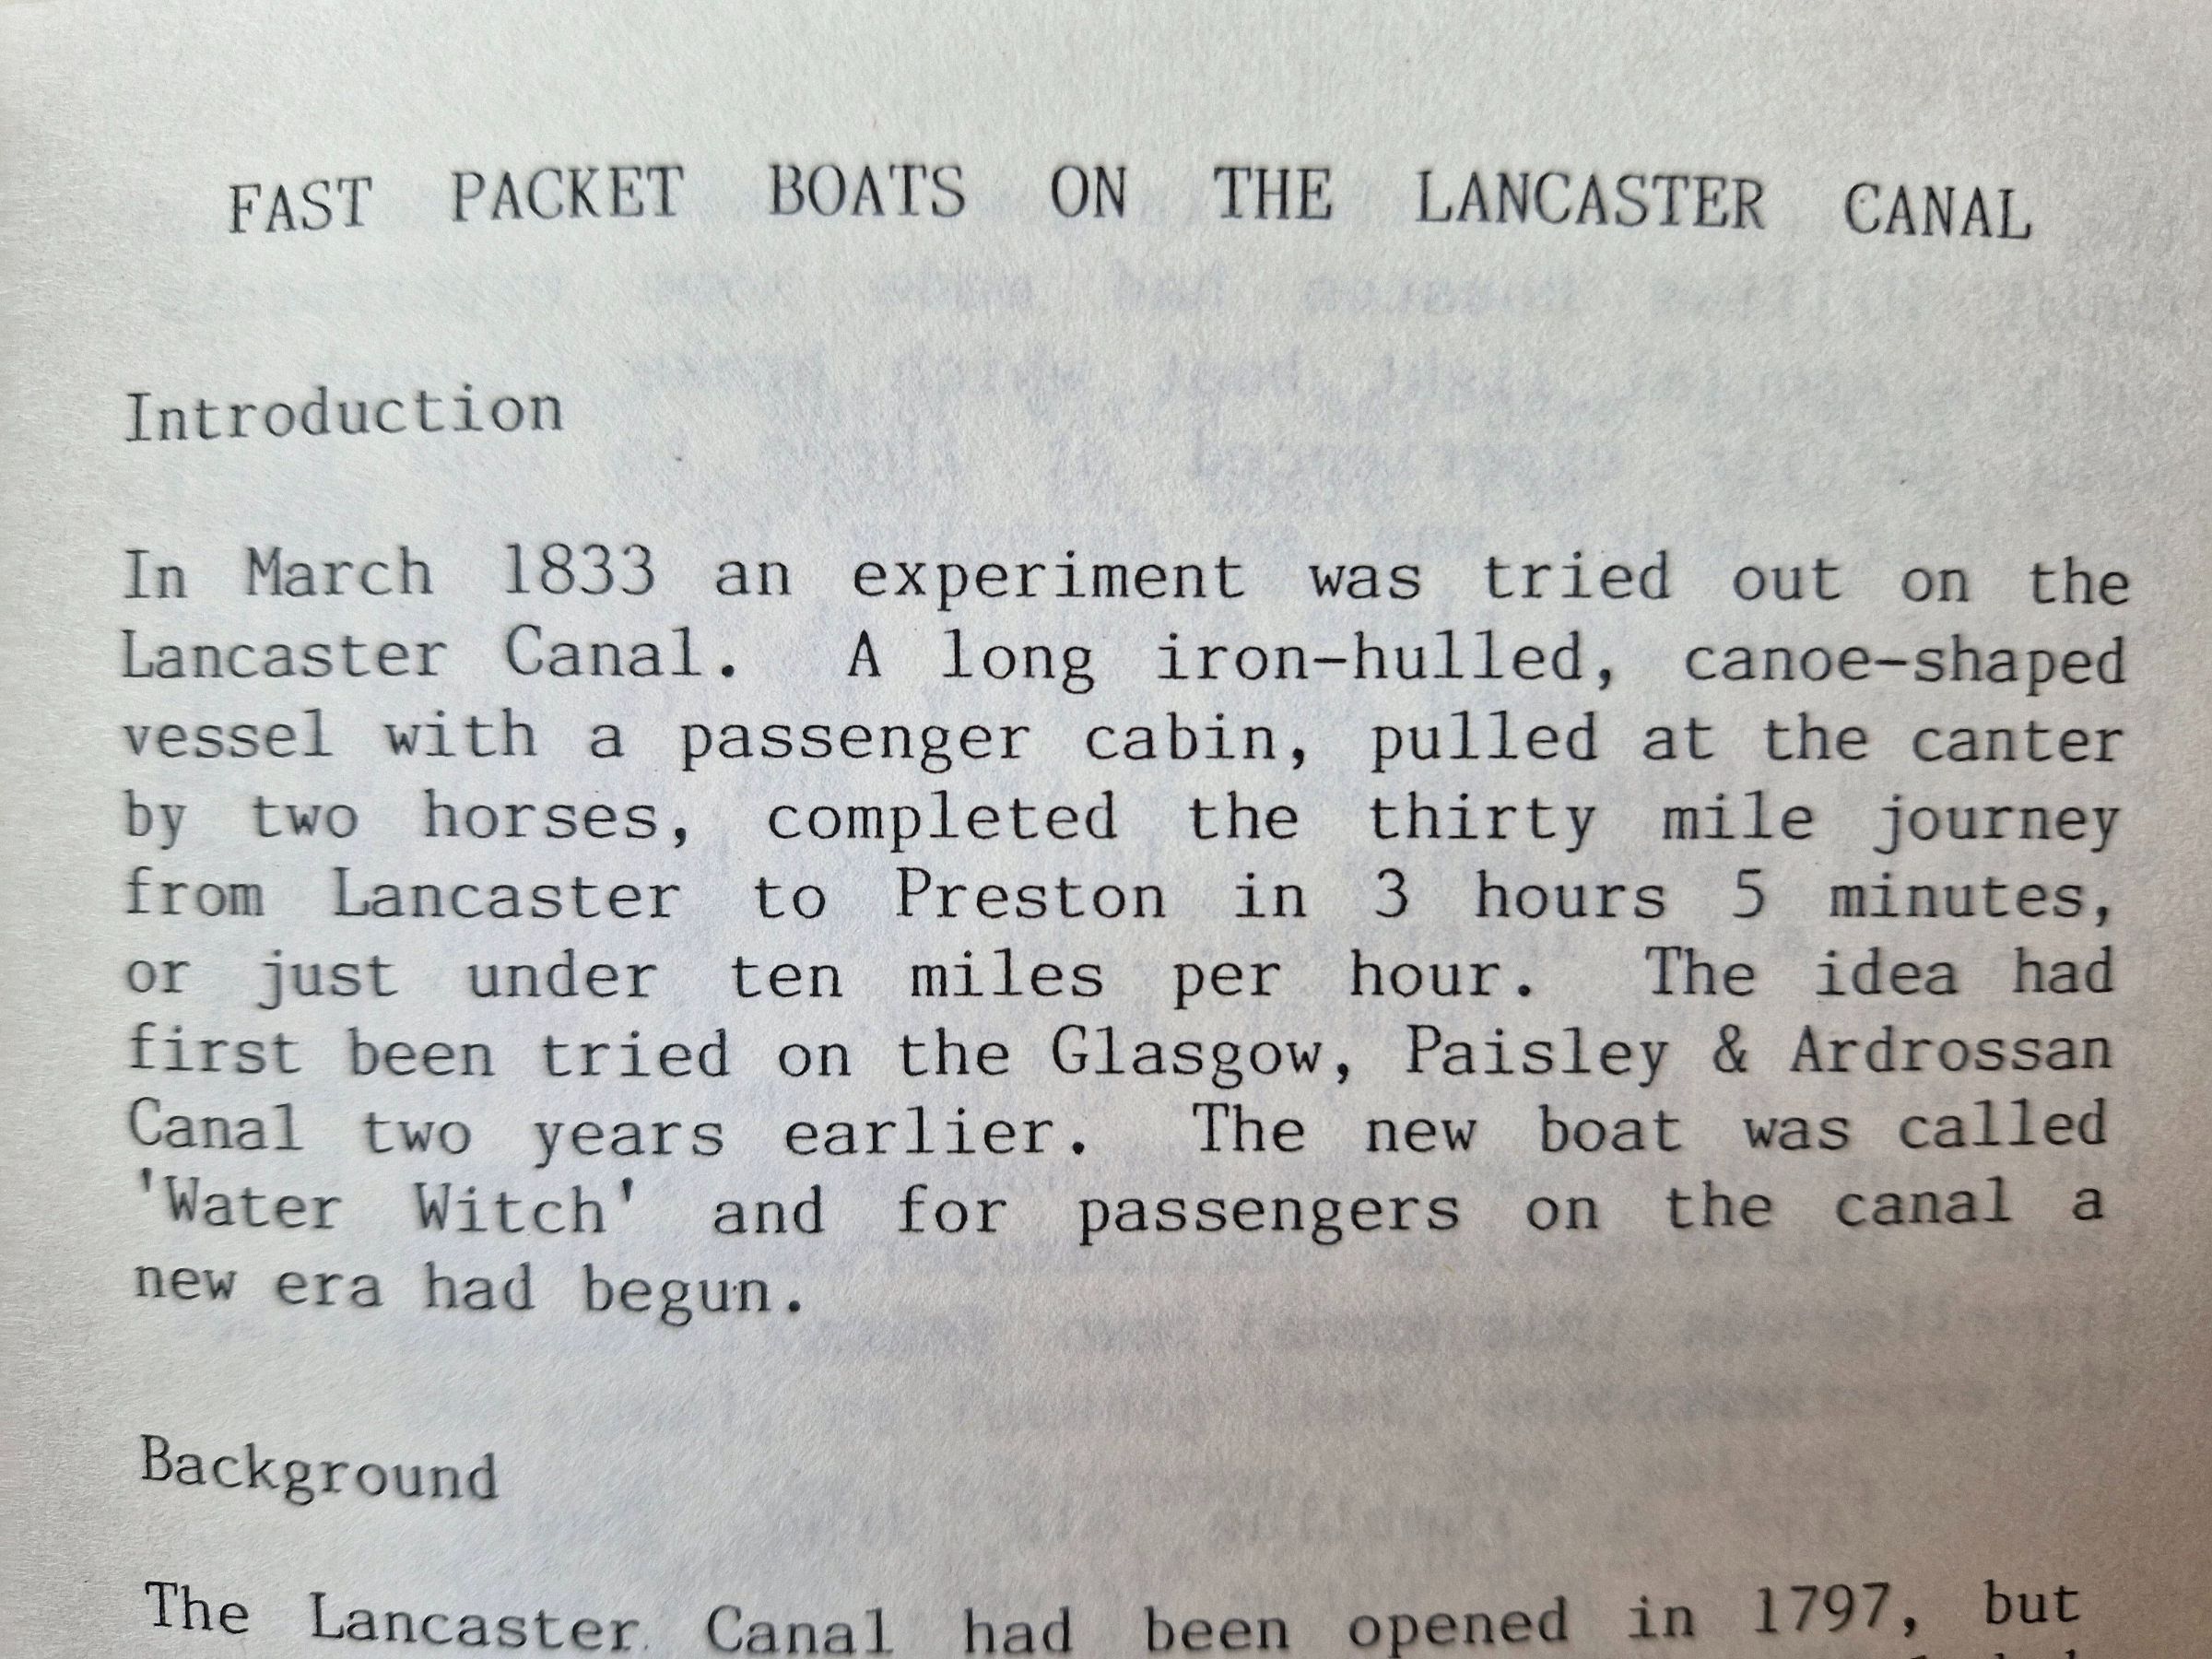 FAST PACKET BOATS ON THE LANCASTER CANAL
Introduction
In March 1833 an experiment was tried out on the
Lancaster Canal. A long iron-hulled, canoe-shaped
vessel with a passenger cabin, pulled at the canter
by two horses, completed the thirty mile journey
from Lancaster to Preston in 3 hours 5 minutes,
or just under ten miles per hour. The idea had
first been tried on the Glasgow, Paisley & Ardrossan
Canal two years earlier. The new boat was called
'Water Witch' and for passengers on the canal a
new era had begun.
Background
The Lancaster Canal had been opened in 1797, but